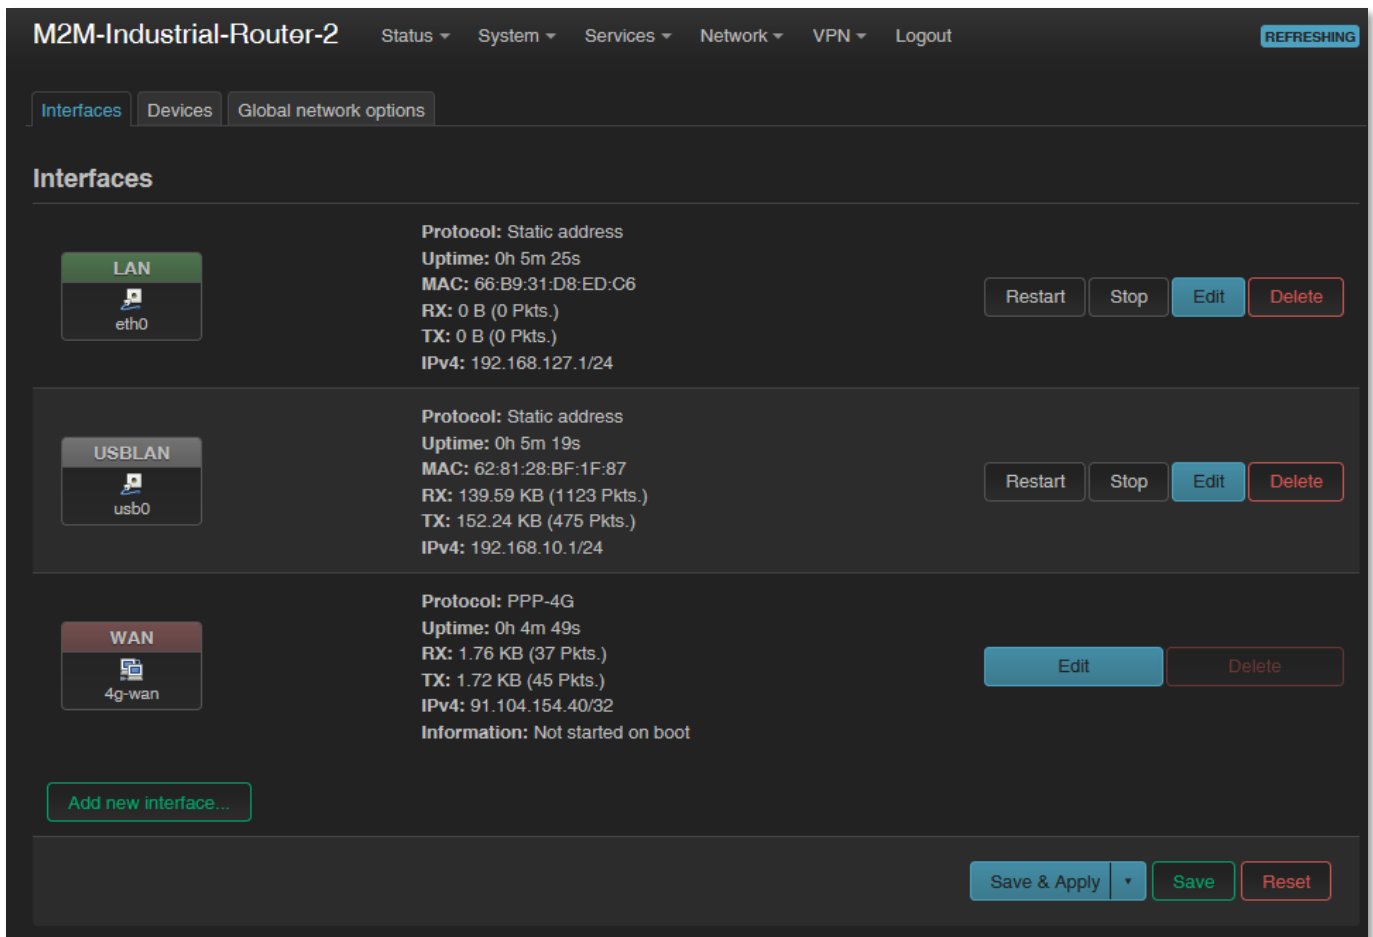 M2M-Industrial-Router-2 Status System Services Network VPN Logout REFRESHING
Interfaces Devices Global network options
Interfaces
LAN
eth0
Protocol: Static address
Uptime: 0h 5m 25s
MAC: 66:B9:31:D8:ED:C6
RX: 0 B (0 Pkts.)
TX: 0 B (0 Pkts.)
IPv4: 192.168.127.1/24
Restart Stop Edit Delete
USBLAN
usb0
Protocol: Static address
Uptime: 0h 5m 19s
MAC: 62:81:28:BF:1F:87
RX: 139.59 KB (1123 Pkts.)
TX: 152.24 KB (475 Pkts.)
IPv4: 192.168.10.1/24
Restart Stop Edit Delete
WAN
4g-wan
Protocol: PPP-4G
Uptime: 0h 4m 49s
RX: 1.76 KB (37 Pkts.)
TX: 1.72 KB (45 Pkts.)
IPv4: 91.104.154.40/32
Information: Not started on boot
Edit Delete
Add new interface...
Save & Apply Save Reset